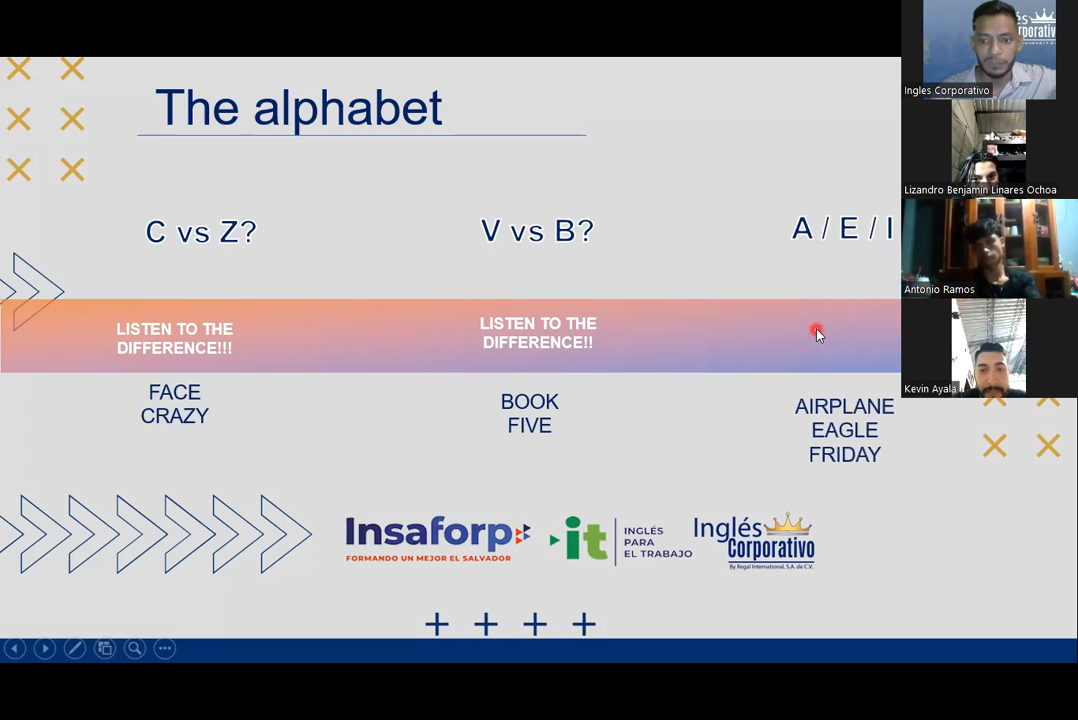 The alphabet
C vs Z?
V vs B?
A / E / I
LISTEN TO THE
DIFFERENCE!!!
LISTEN TO THE
DIFFERENCE!!
FACE
CRAZY
BOOK
FIVE
AIRPLANE
EAGLE
FRIDAY
Insaforp
FORMANDO UN MEJOR EL SALVADOR
it
INGLÉS
PARA
EL TRABAJO
Inglés
Corporativo
By Regal International, S.A. de C.V.
Ingles Corporativo
Lizandro Benjamin Linares Ochoa
Antonio Ramos
Kevin Ayala